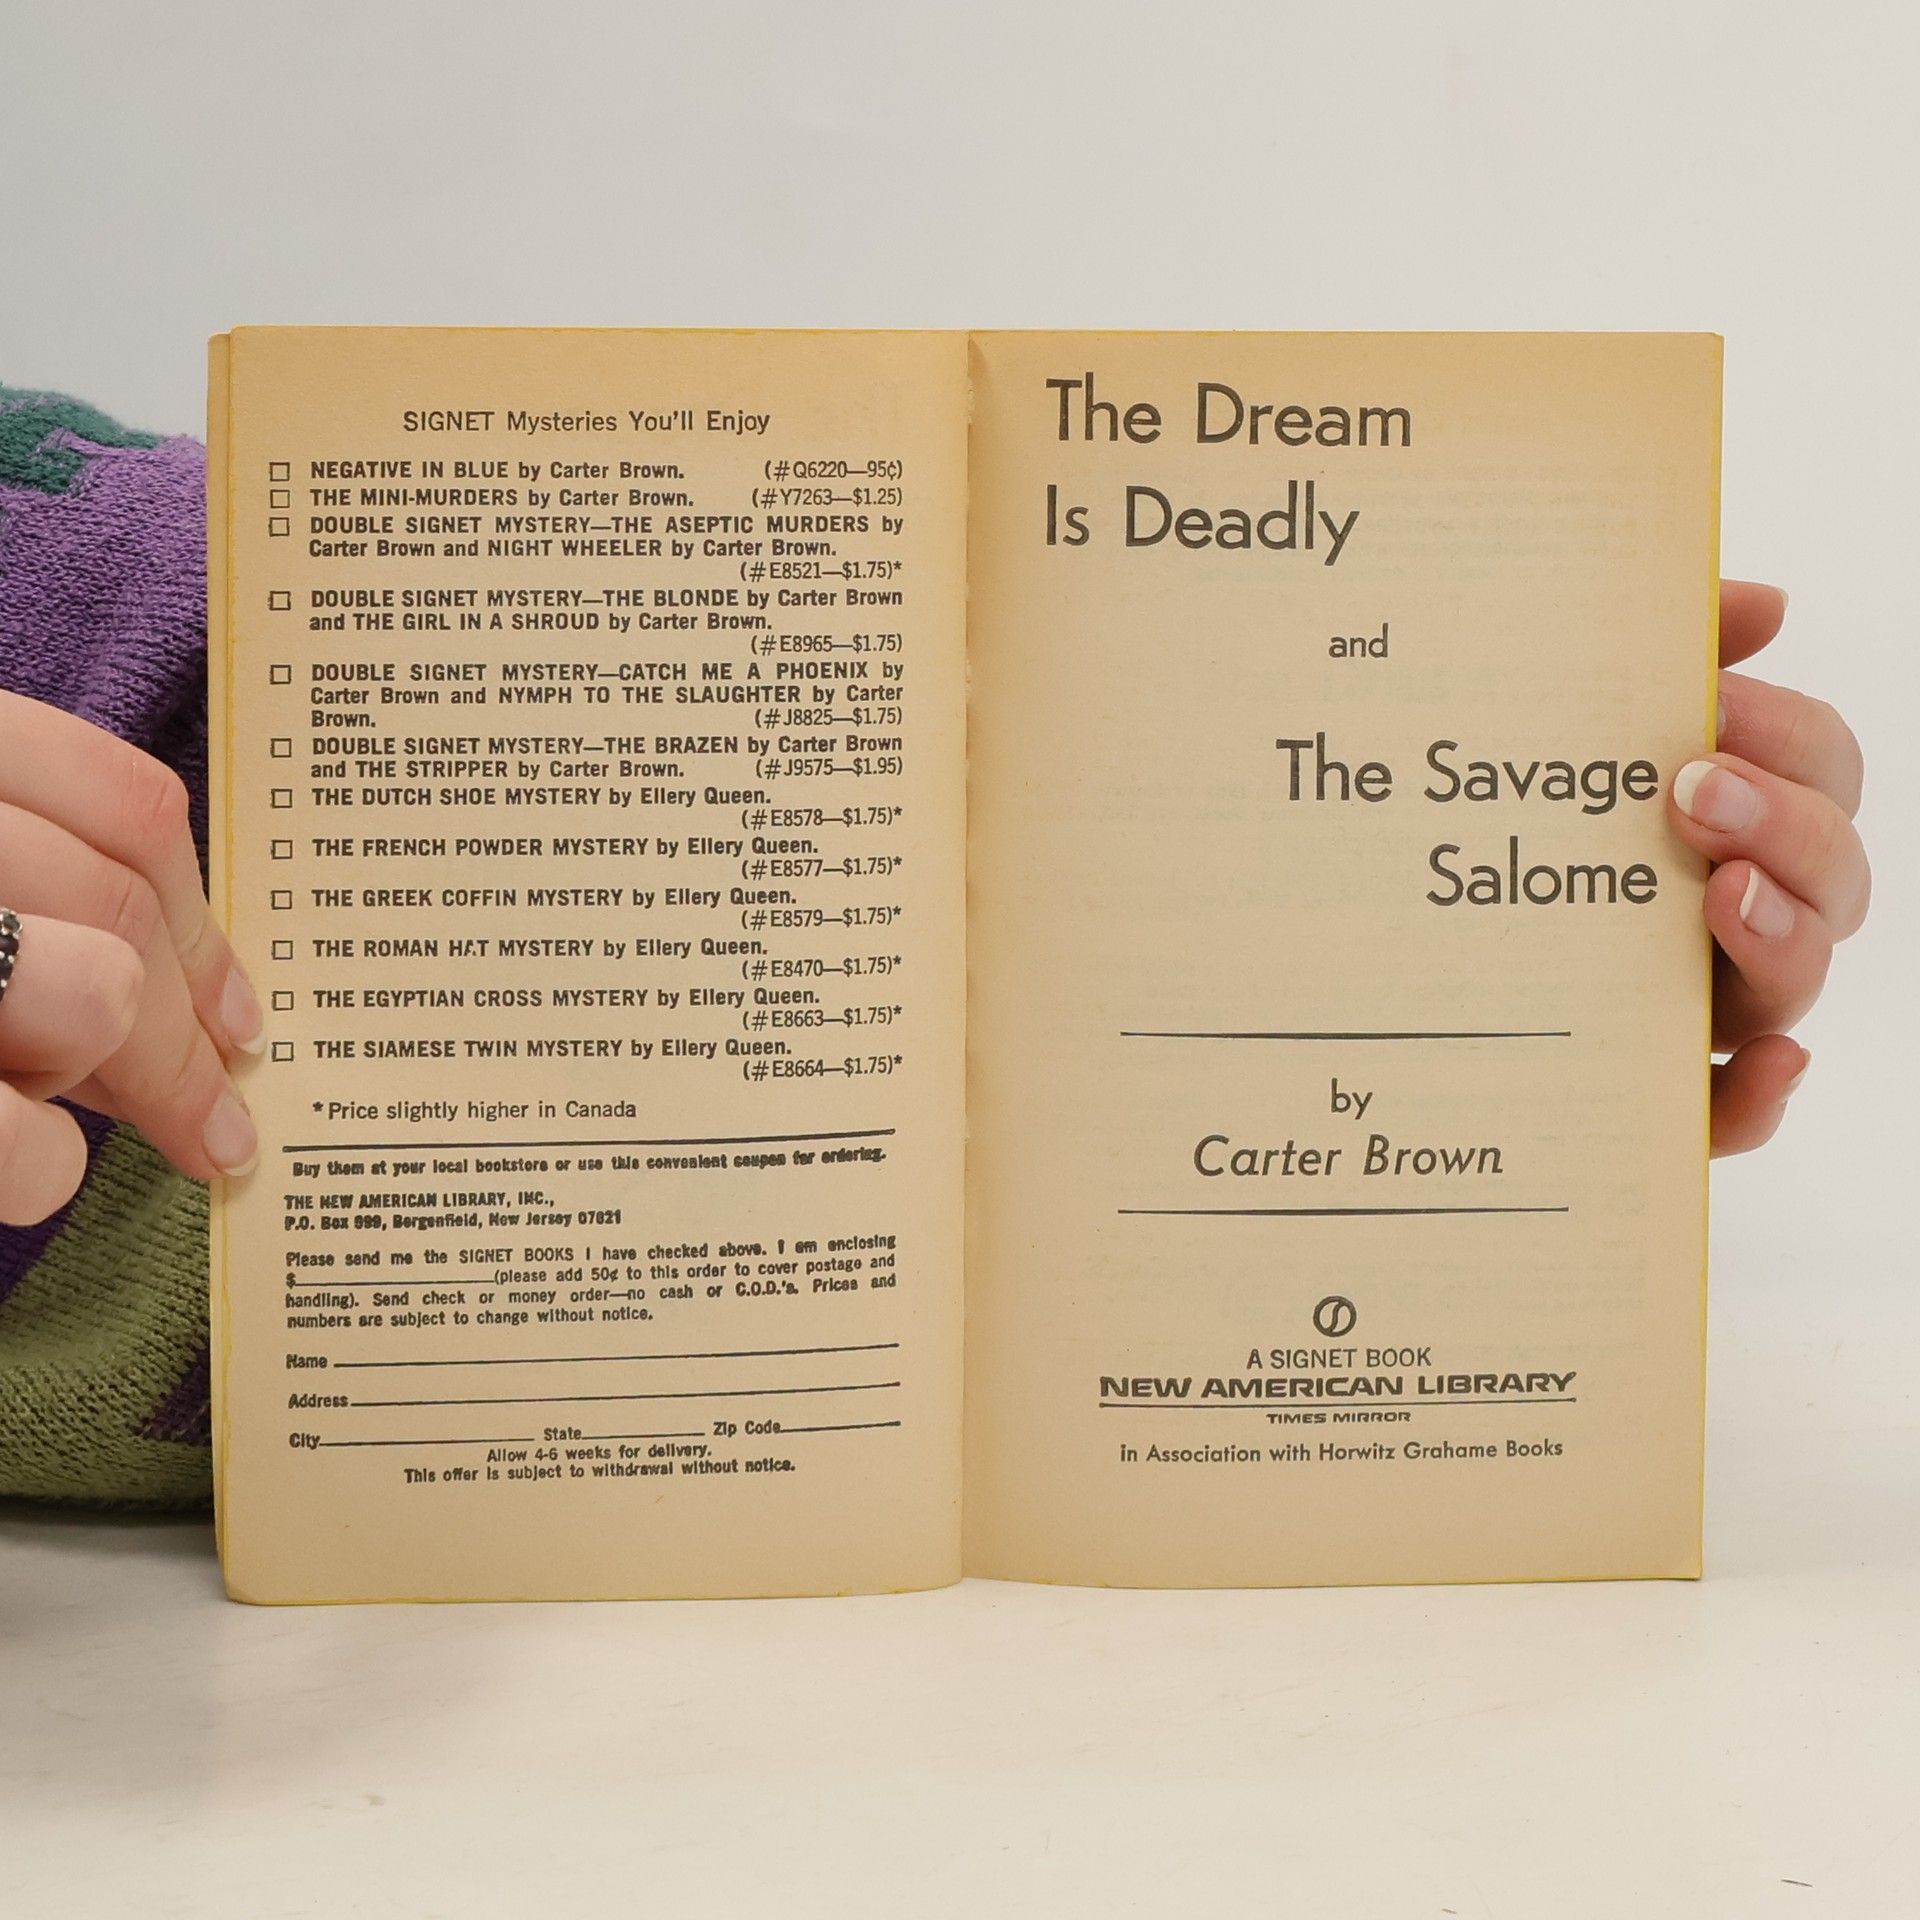 SIGNET Mysteries You'll Enjoy
☐ NEGATIVE IN BLUE by Carter Brown. (#Q6220—95¢)
☐ THE MINI-MURDERS by Carter Brown. (#Y7263—$1.25)
☐ DOUBLE SIGNET MYSTERY—THE ASEPTIC MURDERS by
Carter Brown and NIGHT WHEELER by Carter Brown.
(#E8521—$1.75)*
☐ DOUBLE SIGNET MYSTERY—THE BLONDE by Carter Brown
and THE GIRL IN A SHROUD by Carter Brown.
(#E8965—$1.75)
☐ DOUBLE SIGNET MYSTERY—CATCH ME A PHOENIX by
Carter Brown and NYMPH TO THE SLAUGHTER by Carter
Brown. (#J8825—$1.75)
☐ DOUBLE SIGNET MYSTERY—THE BRAZEN by Carter Brown
and THE STRIPPER by Carter Brown. (#J9575—$1.95)
☐ THE DUTCH SHOE MYSTERY by Ellery Queen.
(#E8578—$1.75)*
☐ THE FRENCH POWDER MYSTERY by Ellery Queen.
(#E8577—$1.75)*
☐ THE GREEK COFFIN MYSTERY by Ellery Queen.
(#E8579—$1.75)*
☐ THE ROMAN HAT MYSTERY by Ellery Queen.
(#E8470—$1.75)*
☐ THE EGYPTIAN CROSS MYSTERY by Ellery Queen.
(#E8663—$1.75)*
☐ THE SIAMESE TWIN MYSTERY by Ellery Queen.
(#E8664—$1.75)*
*Price slightly higher in Canada
Buy them at your local bookstore or use this convenient coupon for ordering.
THE NEW AMERICAN LIBRARY, INC.,
P.O. Box 999, Bergenfield, New Jersey 07621
Please send me the SIGNET BOOKS I have checked above. I am enclosing
$__________(please add 50¢ to this order to cover postage and
handling). Send check or money order—no cash or C.O.D.'s. Prices and
numbers are subject to change without notice.
Name
Address
City State Zip Code
Allow 4-6 weeks for delivery.
This offer is subject to withdrawal without notice.
The Dream
Is Deadly
and
The Savage
Salome
by
Carter Brown
A SIGNET BOOK
NEW AMERICAN LIBRARY
TIMES MIRROR
in Association with Horwitz Grahame Books